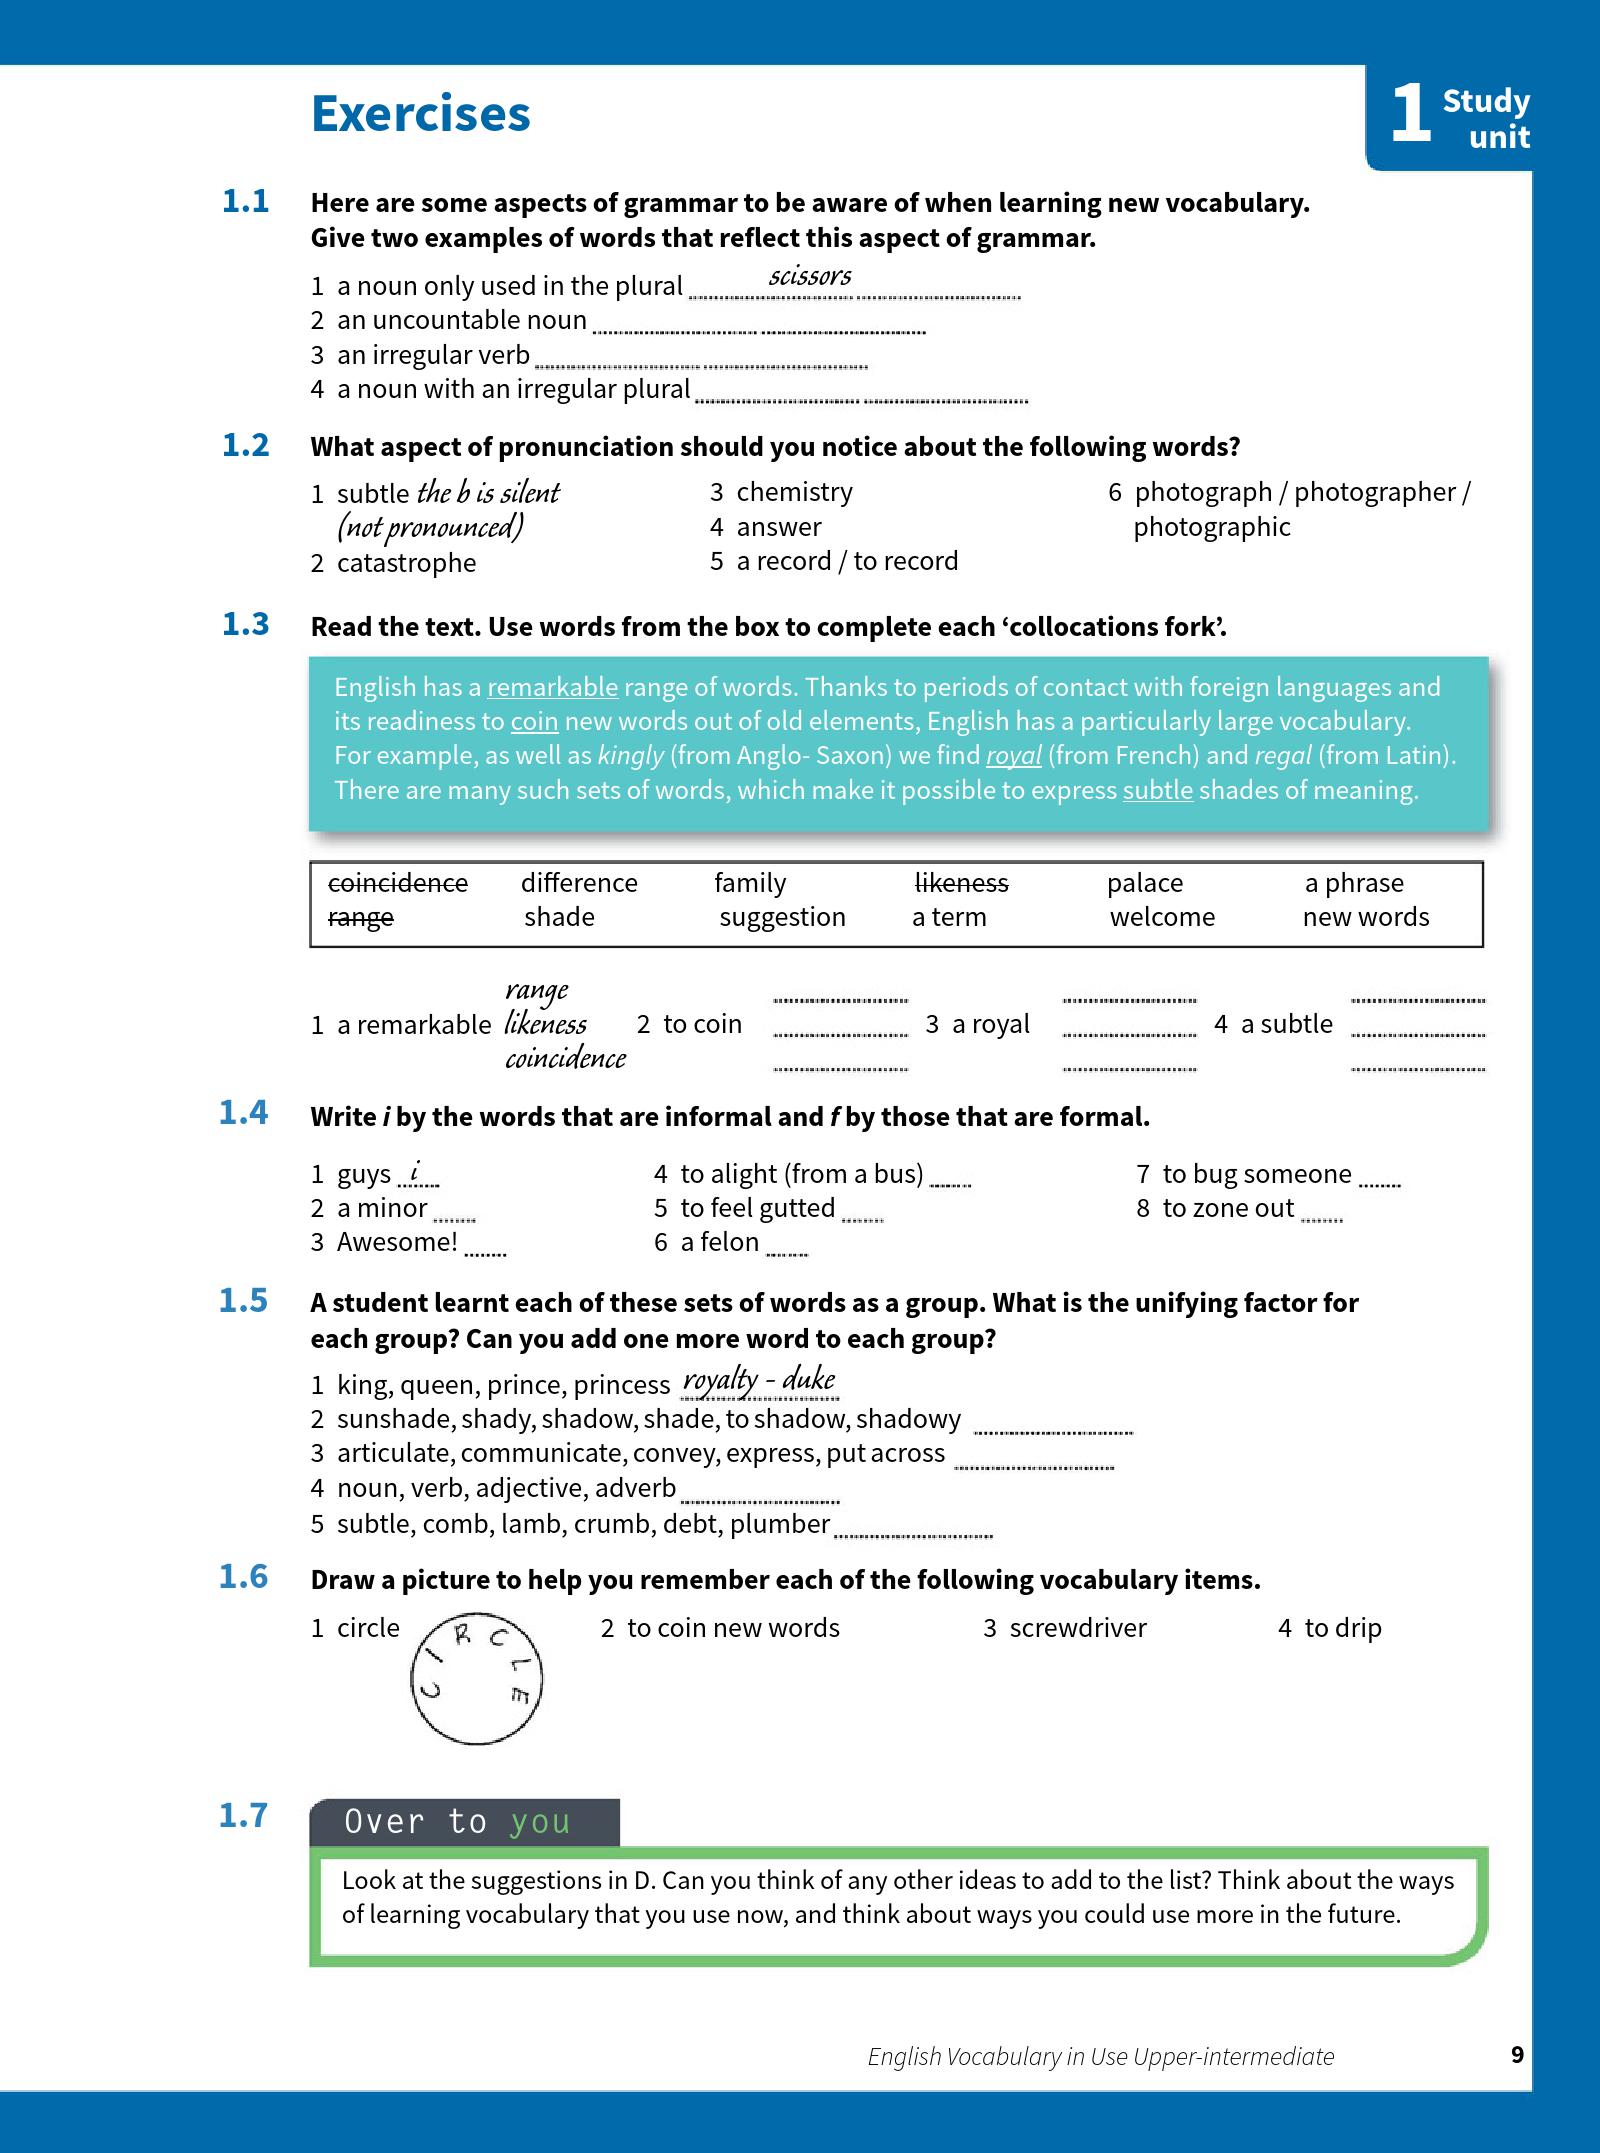 Exercises
1 Study unit
1.1 Here are some aspects of grammar to be aware of when learning new vocabulary.
Give two examples of words that reflect this aspect of grammar.
1 a noun only used in the plural scissors
2 an uncountable noun
3 an irregular verb
4 a noun with an irregular plural
1.2 What aspect of pronunciation should you notice about the following words?
1 subtle the b is silent
(not pronounced)
2 catastrophe
3 chemistry
4 answer
5 a record / to record
6 photograph / photographer /
photographic
1.3 Read the text. Use words from the box to complete each ‘collocations fork’.
English has a remarkable range of words. Thanks to periods of contact with foreign languages and
its readiness to coin new words out of old elements, English has a particularly large vocabulary.
For example, as well as kingly (from Anglo- Saxon) we find royal (from French) and regal (from Latin).
There are many such sets of words, which make it possible to express subtle shades of meaning.
coincidence difference family likeness palace a phrase
range shade suggestion a term welcome new words
range
1 a remarkable likeness 2 to coin 3 a royal 4 a subtle
coincidence
1.4 Write i by the words that are informal and f by those that are formal.
1 guys i
2 a minor
3 Awesome!
4 to alight (from a bus)
5 to feel gutted
6 a felon
7 to bug someone
8 to zone out
1.5 A student learnt each of these sets of words as a group. What is the unifying factor for
each group? Can you add one more word to each group?
1 king, queen, prince, princess royalty - duke
2 sunshade, shady, shadow, shade, to shadow, shadowy
3 articulate, communicate, convey, express, put across
4 noun, verb, adjective, adverb
5 subtle, comb, lamb, crumb, debt, plumber
1.6 Draw a picture to help you remember each of the following vocabulary items.
1 circle 2 to coin new words 3 screwdriver 4 to drip
CIRCLE
1.7 Over to you
Look at the suggestions in D. Can you think of any other ideas to add to the list? Think about the ways
of learning vocabulary that you use now, and think about ways you could use more in the future.
English Vocabulary in Use Upper-intermediate 9